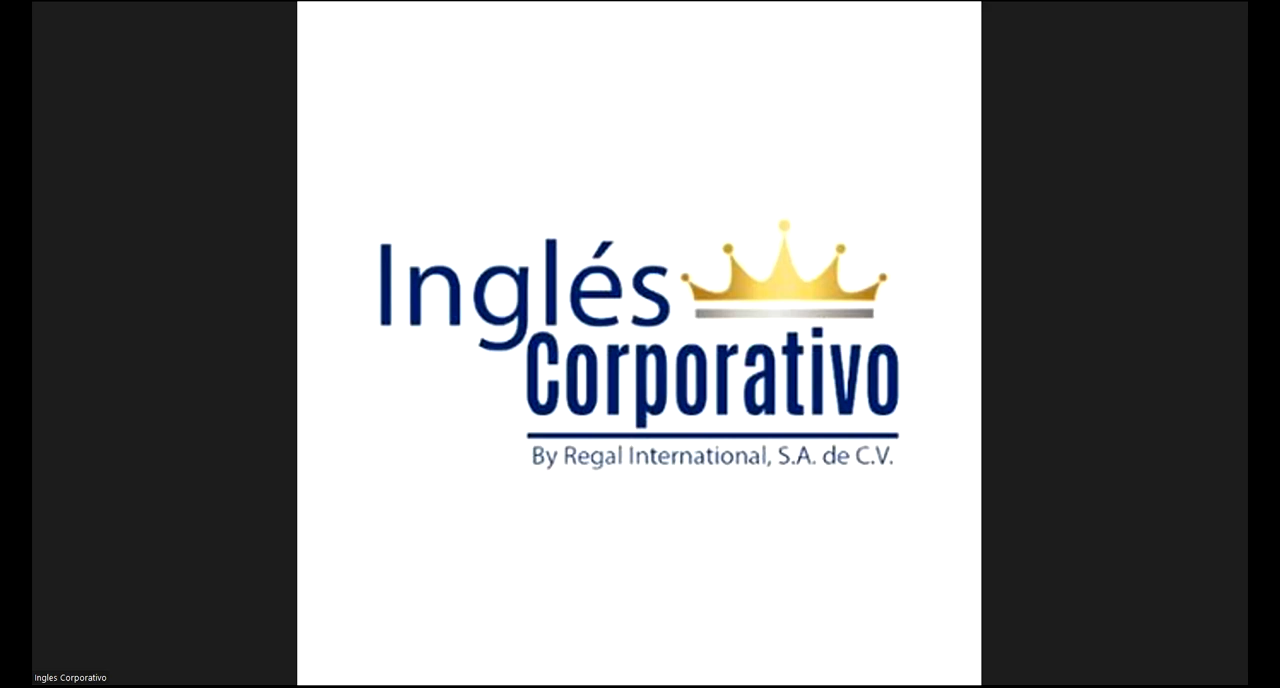 Inglés
Corporativo
By Regal International, S.A. de C.V.
Ingles Corporativo